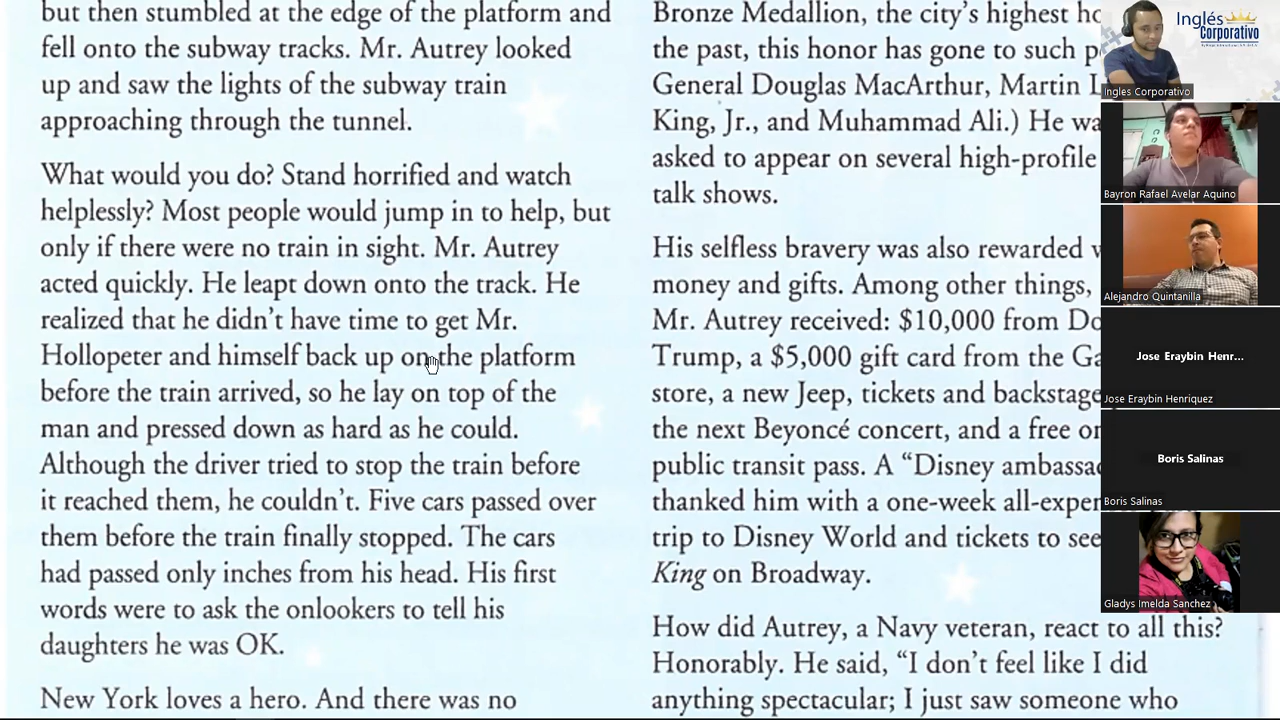 but then stumbled at the edge of the platform and
fell onto the subway tracks. Mr. Autrey looked
up and saw the lights of the subway train
approaching through the tunnel.
What would you do? Stand horrified and watch
helplessly? Most people would jump in to help, but
only if there were no train in sight. Mr. Autrey
acted quickly. He leapt down onto the track. He
realized that he didn't have time to get Mr.
Hollopeter and himself back up on the platform
before the train arrived, so he lay on top of the
man and pressed down as hard as he could.
Although the driver tried to stop the train before
it reached them, he couldn't. Five cars passed over
them before the train finally stopped. The cars
had passed only inches from his head. His first
words were to ask the onlookers to tell his
daughters he was OK.
New York loves a hero. And there was no
Bronze Medallion, the city's highest
the past, this honor has gone to such
General Douglas MacArthur, Martin
King, Jr., and Muhammad Ali.) He
asked to appear on several high-profile
talk shows.
His selfless bravery was also rewarded
money and gifts. Among other things,
Mr. Autrey received: $10,000 from
Trump, a $5,000 gift card from the
store, a new Jeep, tickets and backstage
the next Beyoncé concert, and a free
public transit pass. A "Disney
thanked him with a one-week
trip to Disney World and tickets to see
King on Broadway.
How did Autrey, a Navy veteran, react to all this?
Honorably. He said, "I don't feel like I did
anything spectacular; I just saw someone who
Inglés
Corporativo
Ingles Corporativo
Bayron Rafael Avelar Aquino
Alejandro Quintanilla
Jose Eraybin Henr...
Jose Eraybin Henriquez
Boris Salinas
Boris Salinas
Gladys Imelda Sanchez